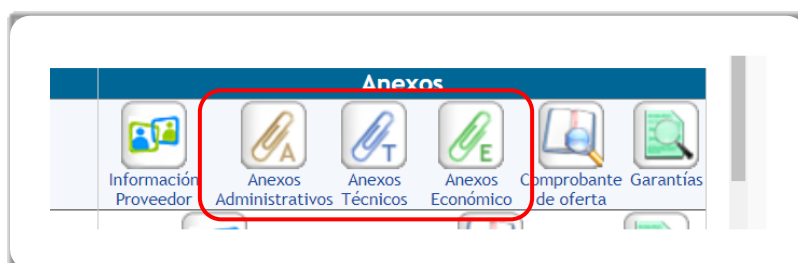 Anexos
A T E
Información Anexos Anexos Anexos Comprobante Garantías
Proveedor Administrativos Técnicos Económico de oferta